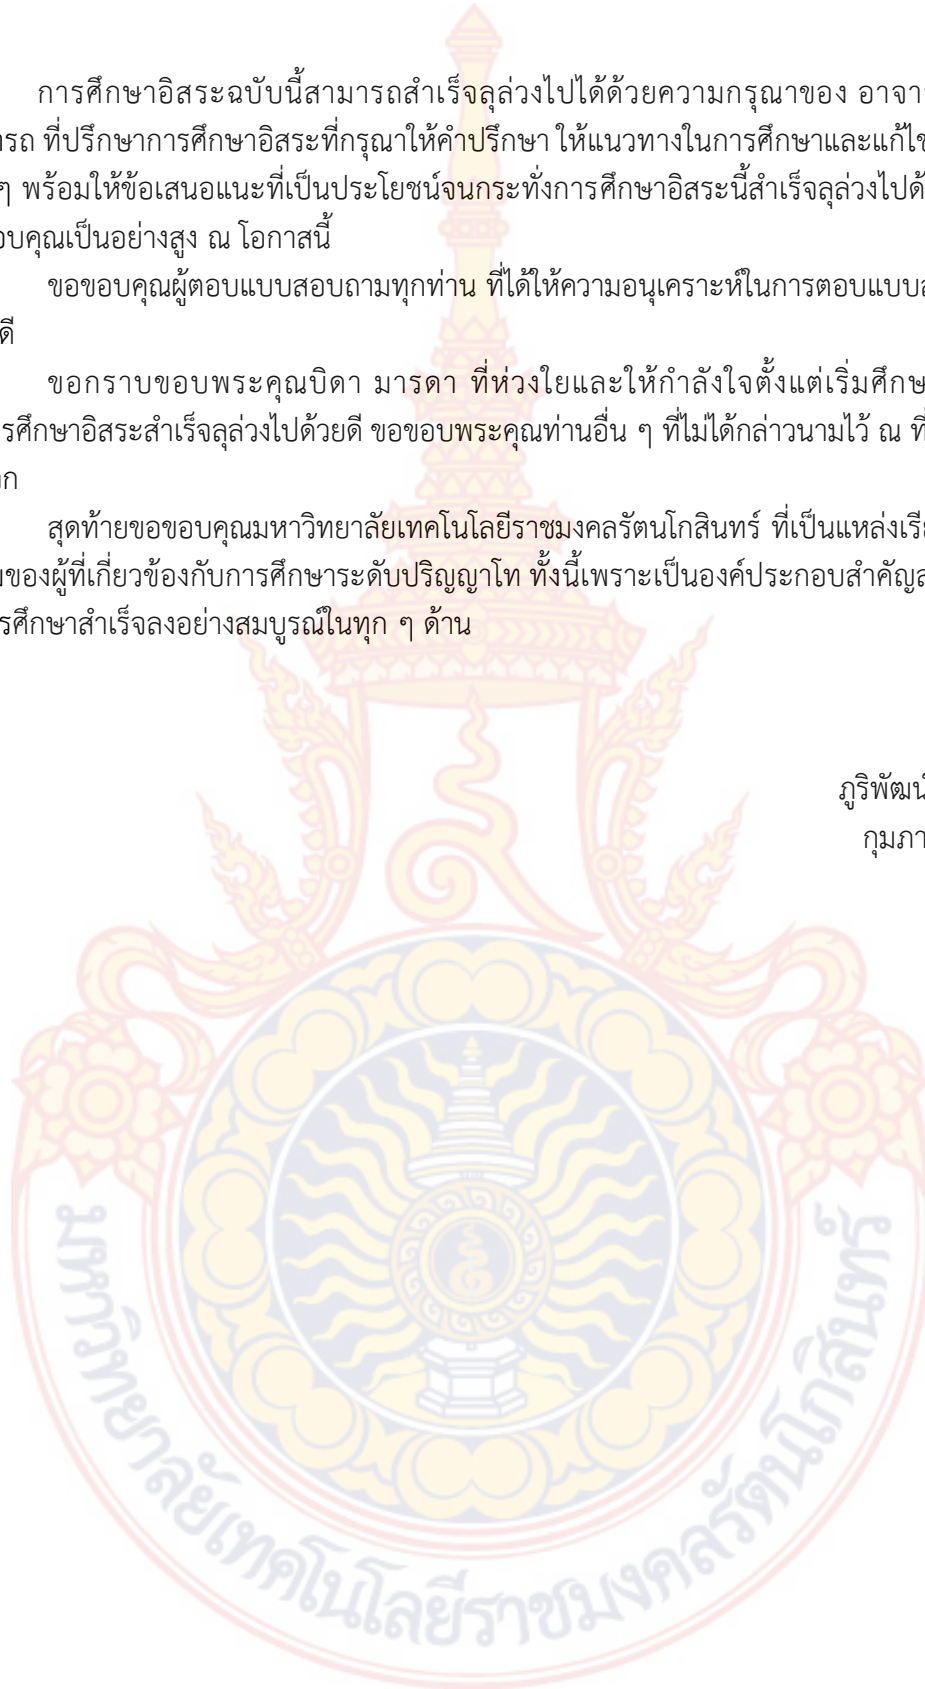 การศึกษาอิสระฉบับนี้สามารถสำเร็จลุล่วงไปได้ด้วยความกรุณาของ อาจา
รถ ที่ปรึกษาการศึกษาอิสระที่กรุณาให้คำปรึกษา ให้แนวทางในการศึกษาและแก้ไข
ๆ พร้อมให้ข้อเสนอแนะที่เป็นประโยชน์จนกระทั่งการศึกษาอิสระนี้สำเร็จลุล่วงไปด้
อบคุณเป็นอย่างสูง ณ โอกาสนี้
ขอขอบคุณผู้ตอบแบบสอบถามทุกท่าน ที่ได้ให้ความอนุเคราะห์ในการตอบแบบส
ดี
ขอกราบขอบพระคุณบิดา มารดา ที่ห่วงใยและให้กำลังใจตั้งแต่เริ่มศึกษ
รศึกษาอิสระสำเร็จลุล่วงไปด้วยดี ขอขอบพระคุณท่านอื่น ๆ ที่ไม่ได้กล่าวนามไว้ ณ ที่
ก
สุดท้ายขอขอบคุณมหาวิทยาลัยเทคโนโลยีราชมงคลรัตนโกสินทร์ ที่เป็นแหล่งเรีย
มของผู้ที่เกี่ยวข้องกับการศึกษาระดับปริญญาโท ทั้งนี้เพราะเป็นองค์ประกอบสำคัญส
รศึกษาสำเร็จลงอย่างสมบูรณ์ในทุก ๆ ด้าน
ภูริพัฒน์
กุมภา
มหาวิทยาลัยเทคโนโลยีราชมงคลรัตนโกสินทร์